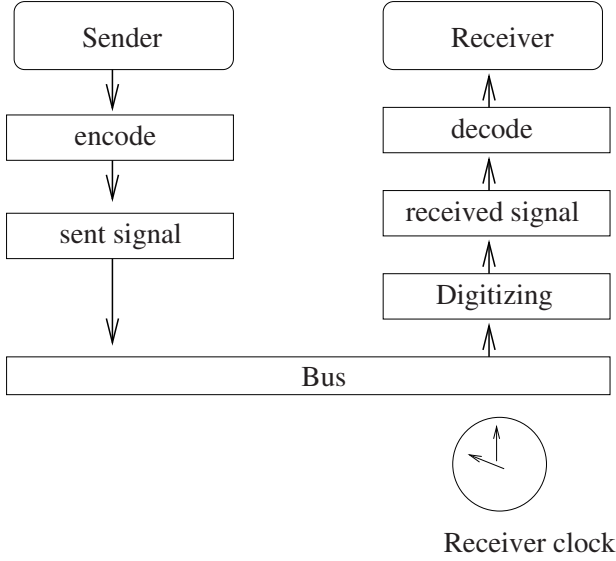 Sender
Receiver
encode
decode
sent signal
received signal
Digitizing
Bus
Receiver clock